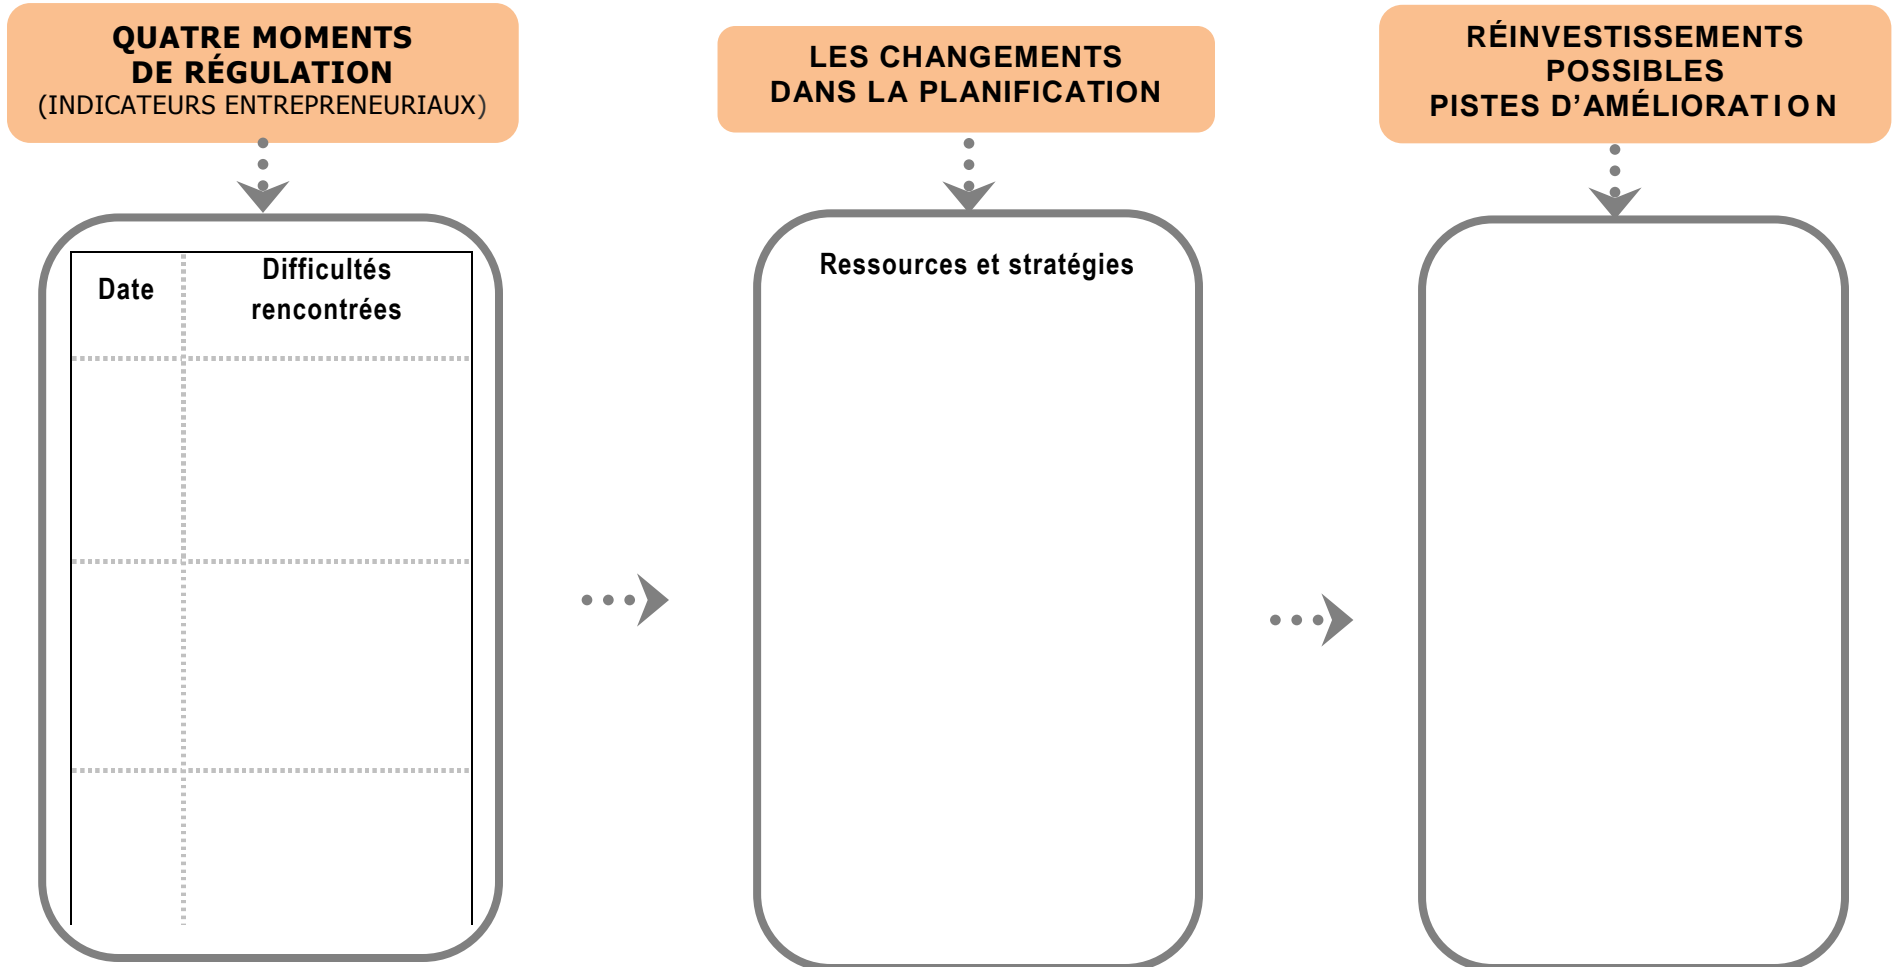 QUATRE MOMENTS
DE RÉGULATION
(INDICATEURS ENTREPRENEURIAUX)
LES CHANGEMENTS
DANS LA PLANIFICATION
RÉINVESTISSEMENTS
POSSIBLES
PISTES D’AMÉLIORATION
Date
Difficultés
rencontrées
Ressources et stratégies